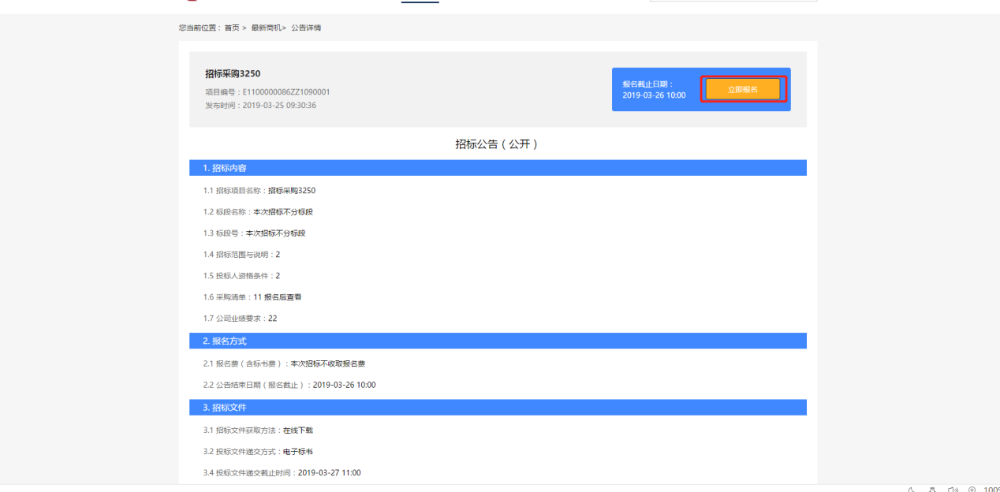 您当前位置：首页 > 最新商机> 公告详情
招标采购3250
项目编号：E1100000086ZZ1090001
发布时间：2019-03-25 09:30:36
报名截止日期：
2019-03-26 10:00
立即报名
招标公告（公开）
1. 招标内容
1.1 招标项目名称：招标采购3250
1.2 标段名称：本次招标不分标段
1.3 标段号：本次招标不分标段
1.4 招标范围与说明：2
1.5 投标人资格条件：2
1.6 采购清单：11 报名后查看
1.7 公司业绩要求：22
2. 报名方式
2.1 报名费（含标书费）：本次招标不收取报名费
2.2 公告结束日期（报名截止）：2019-03-26 10:00
3. 招标文件
3.1 招标文件获取方法：在线下载
3.2 投标文件递交方式：电子标书
3.4 投标文件递交截止时间：2019-03-27 11:00